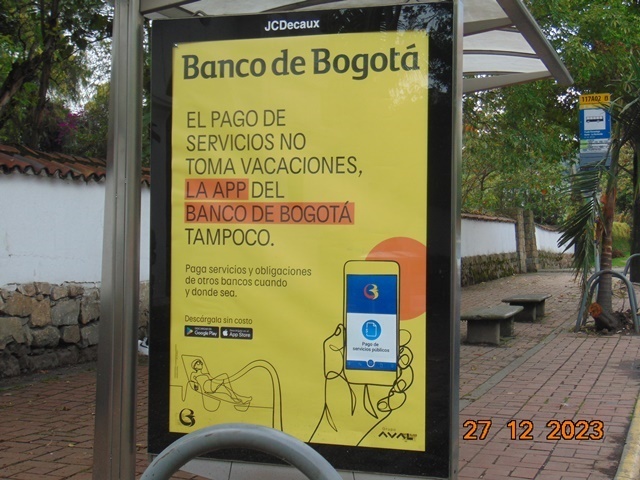 JCDecaux
Banco de Bogotá
EL PAGO DE
SERVICIOS NO
TOMA VACACIONES,
LA APP DEL
BANCO DE BOGOTÁ
TAMPOCO.
Paga servicios y obligaciones
de otros bancos cuando
y donde sea.
Descárgala sin costo
Google Play
App Store
Pago de
servicios públicos
AVAL
117A02 B
27 12 2023